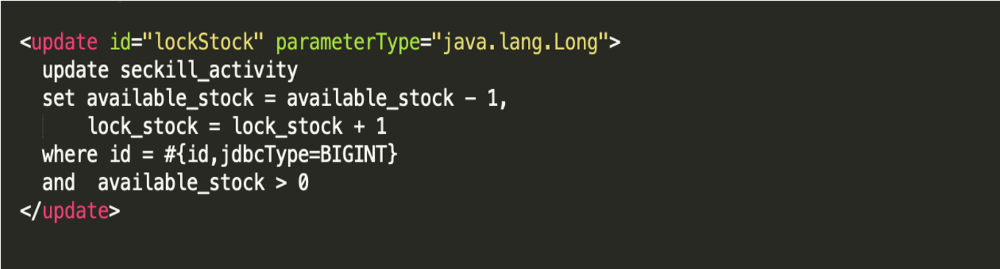 <update id="lockStock" parameterType="java.lang.Long">
  update seckill_activity
  set available_stock = available_stock - 1,
      lock_stock = lock_stock + 1
  where id = #{id,jdbcType=BIGINT}
  and  available_stock > 0
</update>